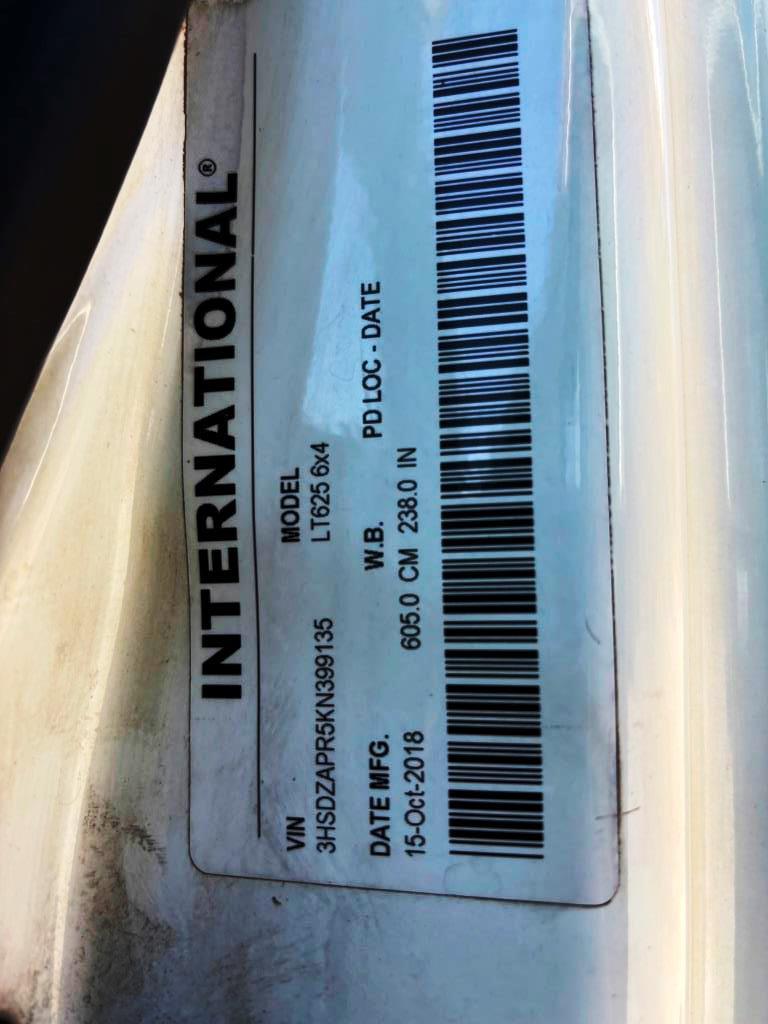 INTERNATIONAL®
VIN MODEL
3HSDZAPR5KN399135 LT625 6x4
DATE MFG. W.B. PD LOC - DATE
15-Oct-2018 605.0 CM 238.0 IN